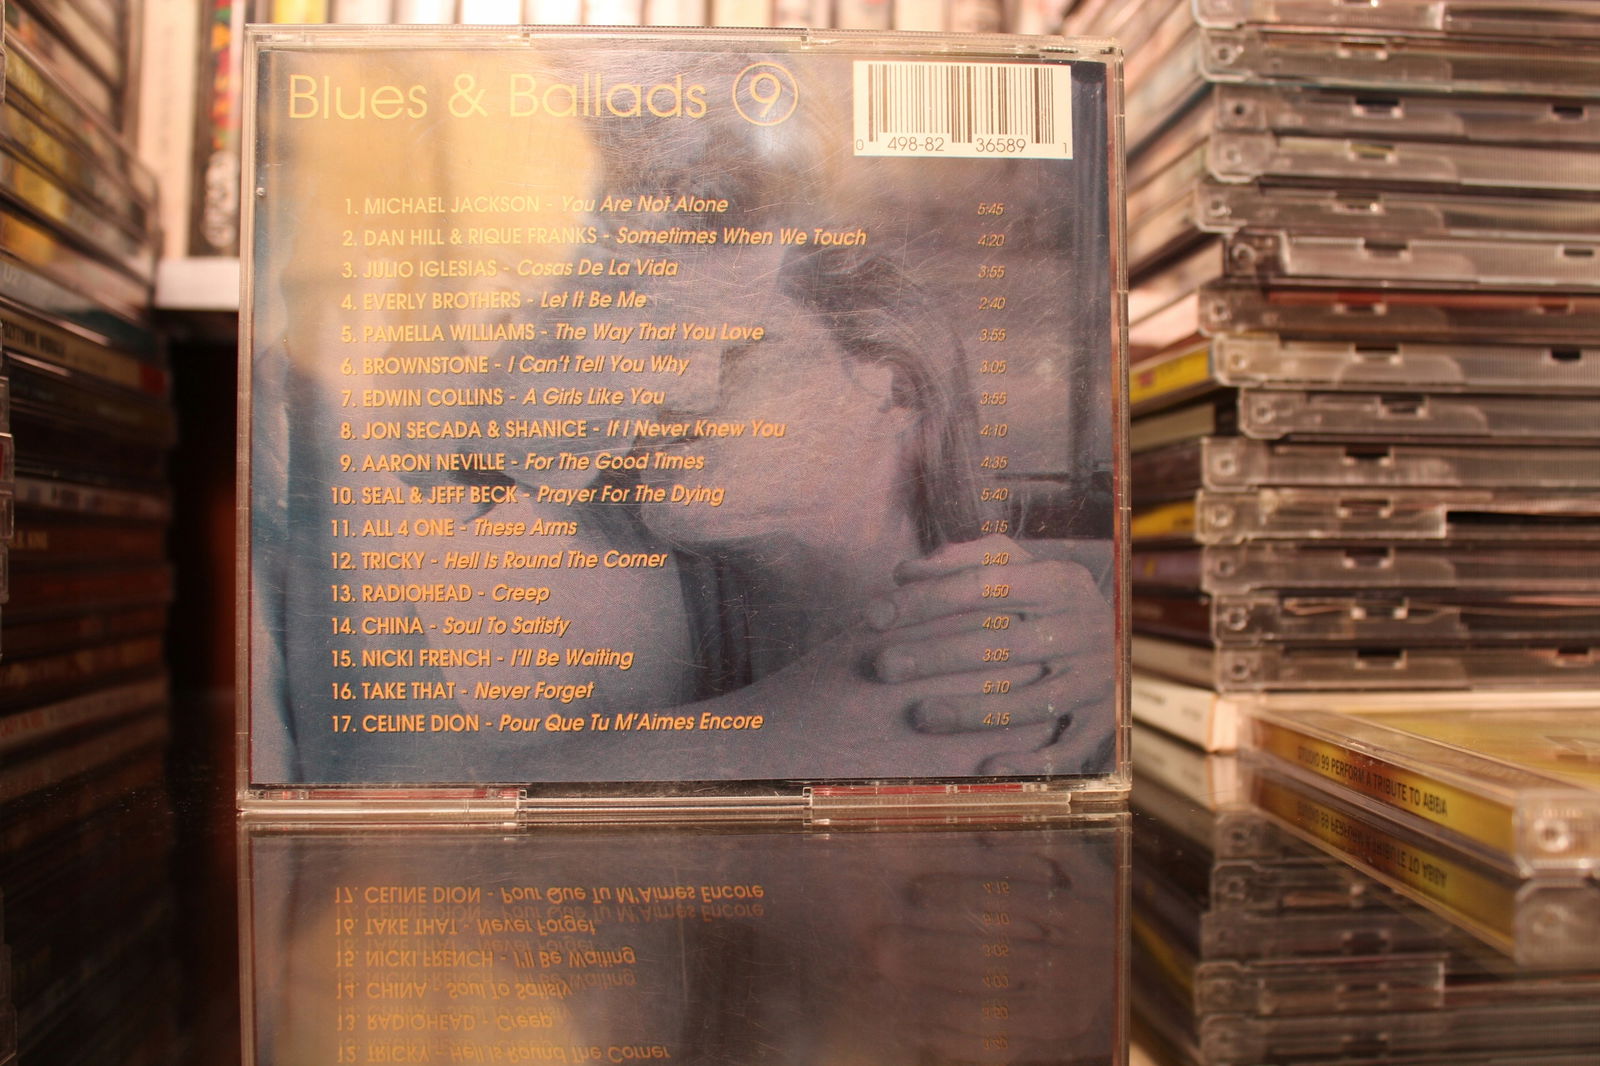 Blues & Ballads 9
0 498-82 36589 1
1. MICHAEL JACKSON - You Are Not Alone 5:45
2. DAN HILL & RIQUE FRANKS - Sometimes When We Touch 4:20
3. JULIO IGLESIAS - Cosas De La Vida 3:55
4. EVERLY BROTHERS - Let It Be Me 2:40
5. PAMELLA WILLIAMS - The Way That You Love 3:55
6. BROWNSTONE - I Can't Tell You Why 3:05
7. EDWIN COLLINS - A Girls Like You 3:55
8. JON SECADA & SHANICE - If I Never Knew You 4:10
9. AARON NEVILLE - For The Good Times 4:35
10. SEAL & JEFF BECK - Prayer For The Dying 5:40
11. ALL 4 ONE - These Arms 4:15
12. TRICKY - Hell Is Round The Corner 3:40
13. RADIOHEAD - Creep 3:50
14. CHINA - Soul To Satisfy 4:00
15. NICKI FRENCH - I'll Be Waiting 3:05
16. TAKE THAT - Never Forget 5:10
17. CELINE DION - Pour Que Tu M'Aimes Encore 4:15
STUDIO 99 PERFORM A TRIBUTE TO ABBA